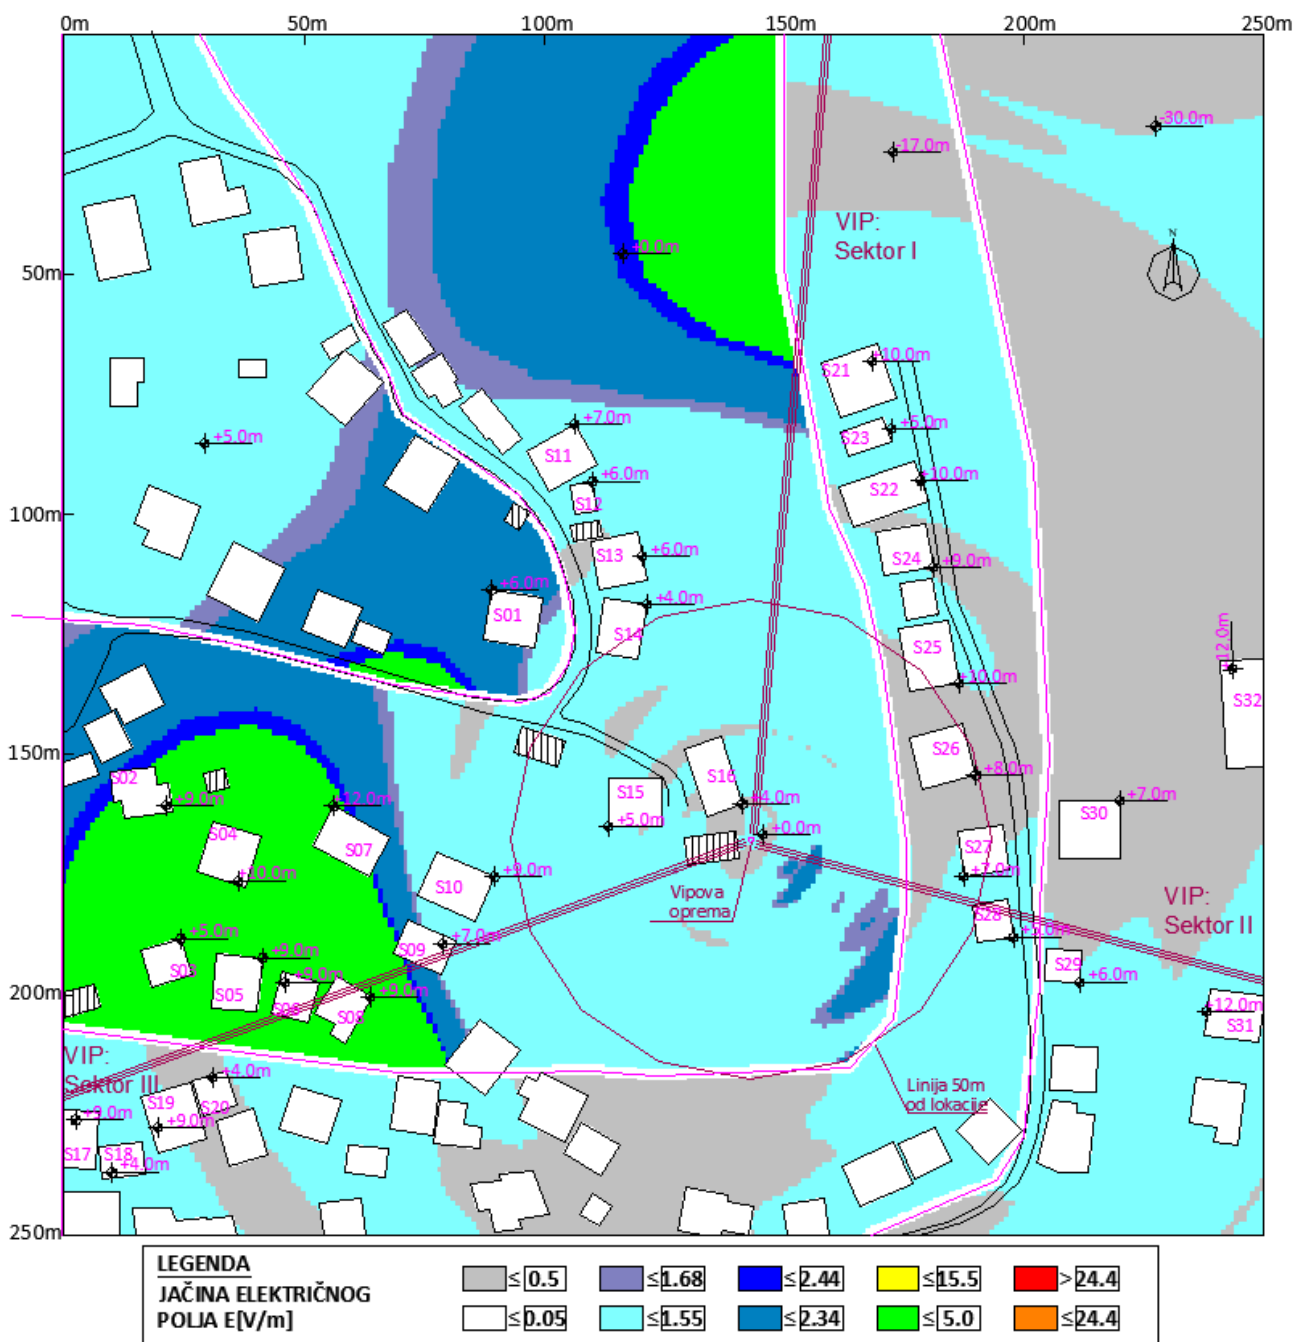 0m
50m
100m
150m
200m
250m
50m
100m
150m
200m
250m
-30.0m
-17.0m
VIP:
Sektor I
N
+0.0m
+10.0m
S21
+7.0m
+5.0m
S23
S11
+5.0m
+6.0m
+10.0m
S22
S12
S13
+6.0m
S24
+9.0m
+6.0m
S01
+4.0m
S14
S25
+12.0m
+10.0m
S32
S26
S02
+9.0m
+12.0m
S15
S16
+8.0m
+4.0m
+7.0m
S30
S04
S07
+5.0m
+0.0m
S27
+10.0m
S10
+9.0m
+7.0m
Vipova
oprema
VIP:
Sektor II
S28
+5.0m
S09
+7.0m
+5.0m
S03
+9.0m
S05
+9.0m
S06
+9.0m
S08
S29
+6.0m
+12.0m
S31
VIP:
Sektor III
+4.0m
S19
S20
+9.0m
+9.0m
S17
S18
+4.0m
Linija 50m
od lokacije
LEGENDA
JAČINA ELEKTRIČNOG
POLJA E[V/m]
≤ 0.5
≤1.68
≤2.44
≤15.5
>24.4
≤0.05
≤1.55
≤2.34
≤ 5.0
≤24.4